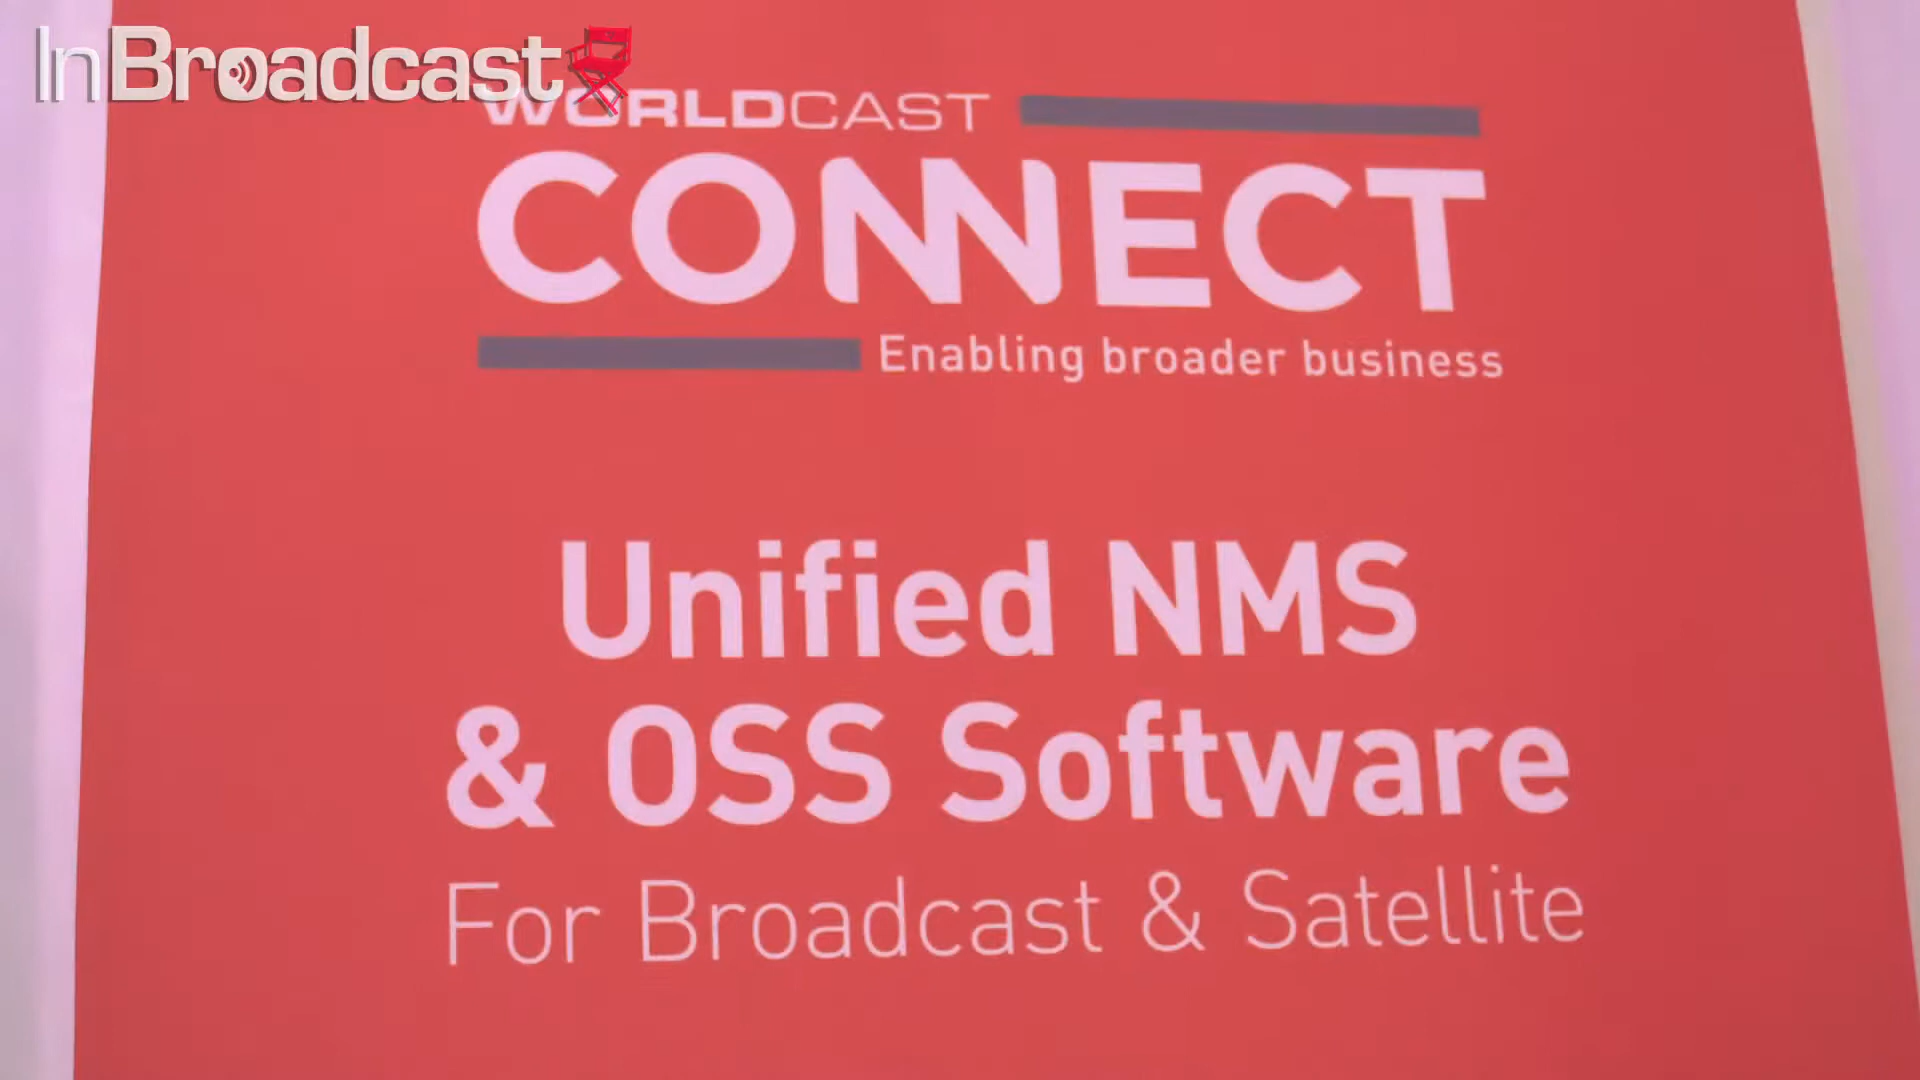 InBroadcast
WORLDCAST
CONNECT
Enabling broader business
Unified NMS
& OSS Software
For Broadcast & Satellite